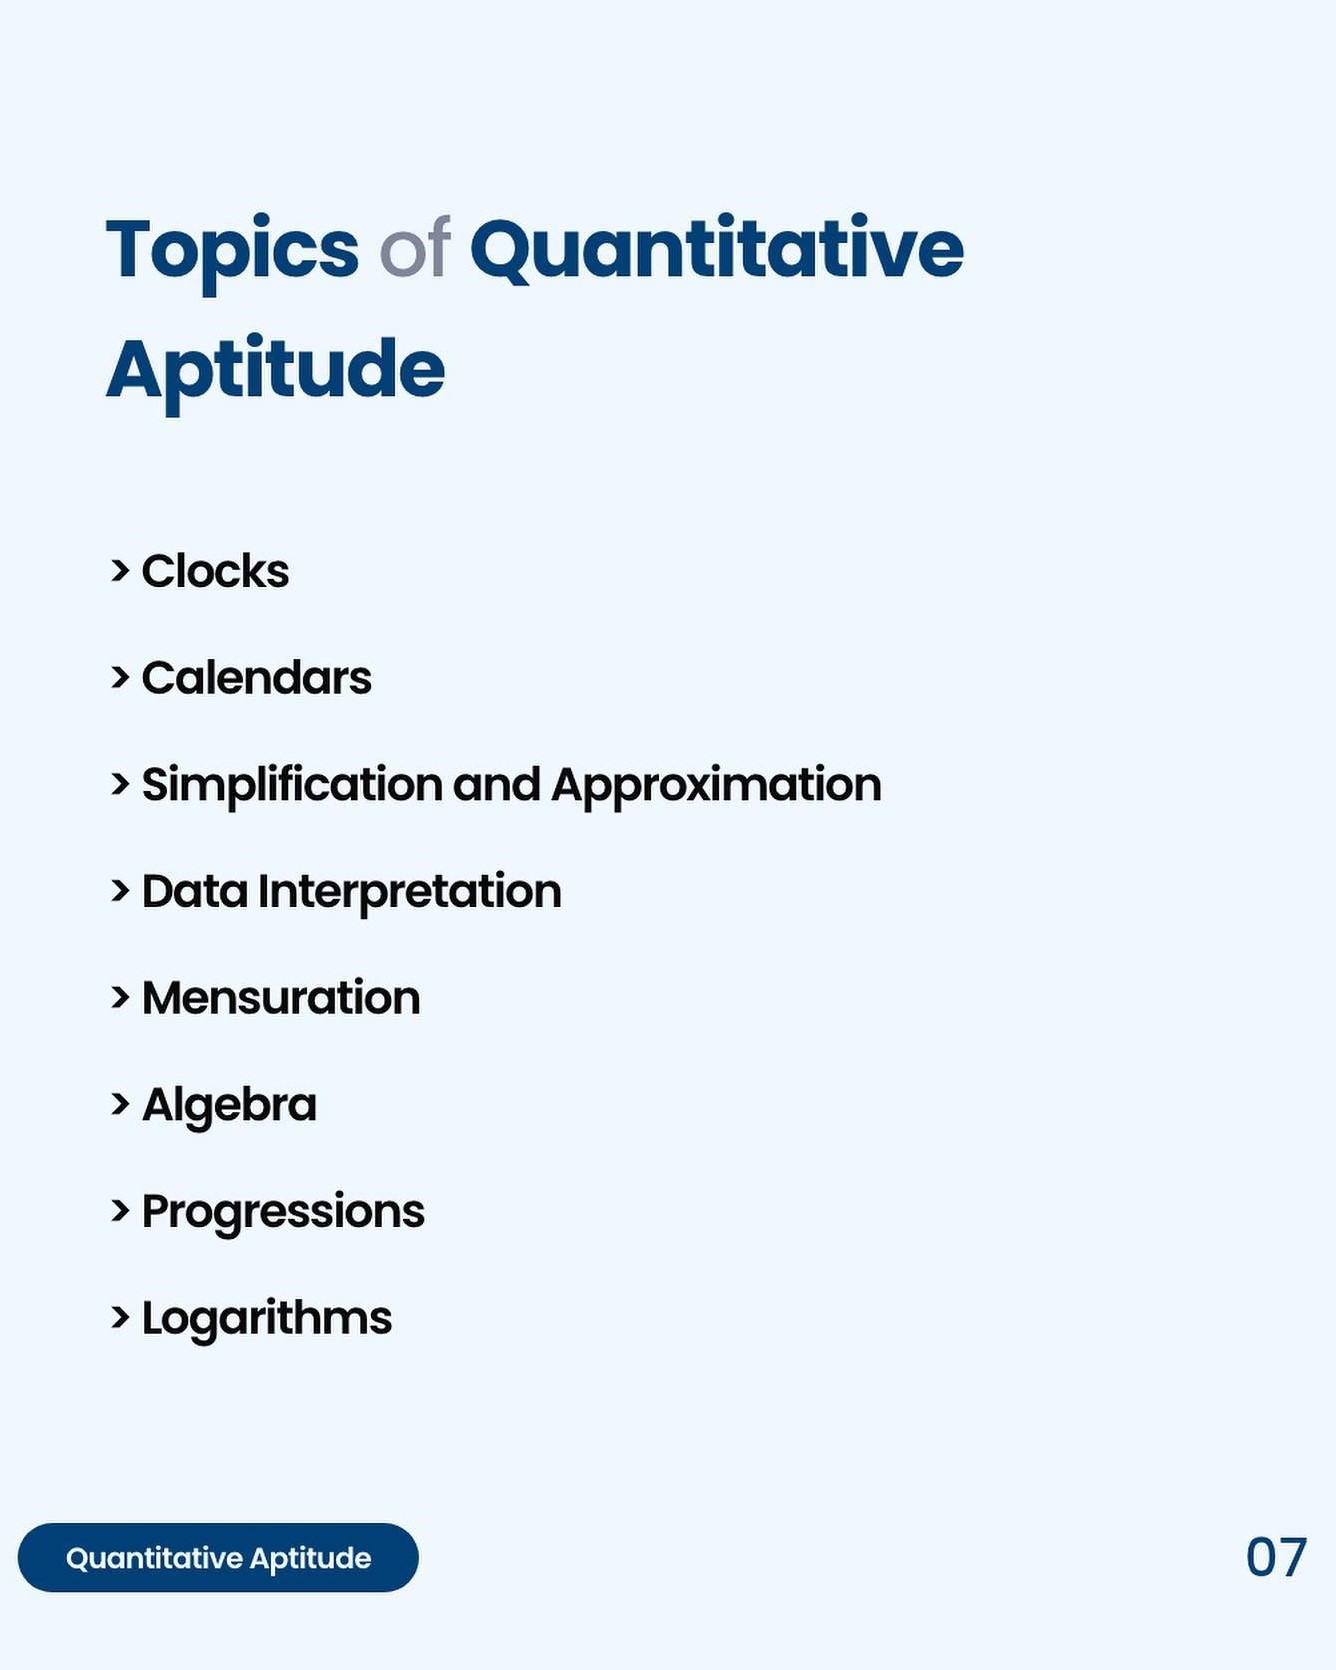 Topics of Quantitative
Aptitude
> Clocks
> Calendars
> Simplification and Approximation
> Data Interpretation
> Mensuration
> Algebra
> Progressions
> Logarithms
Quantitative Aptitude
07